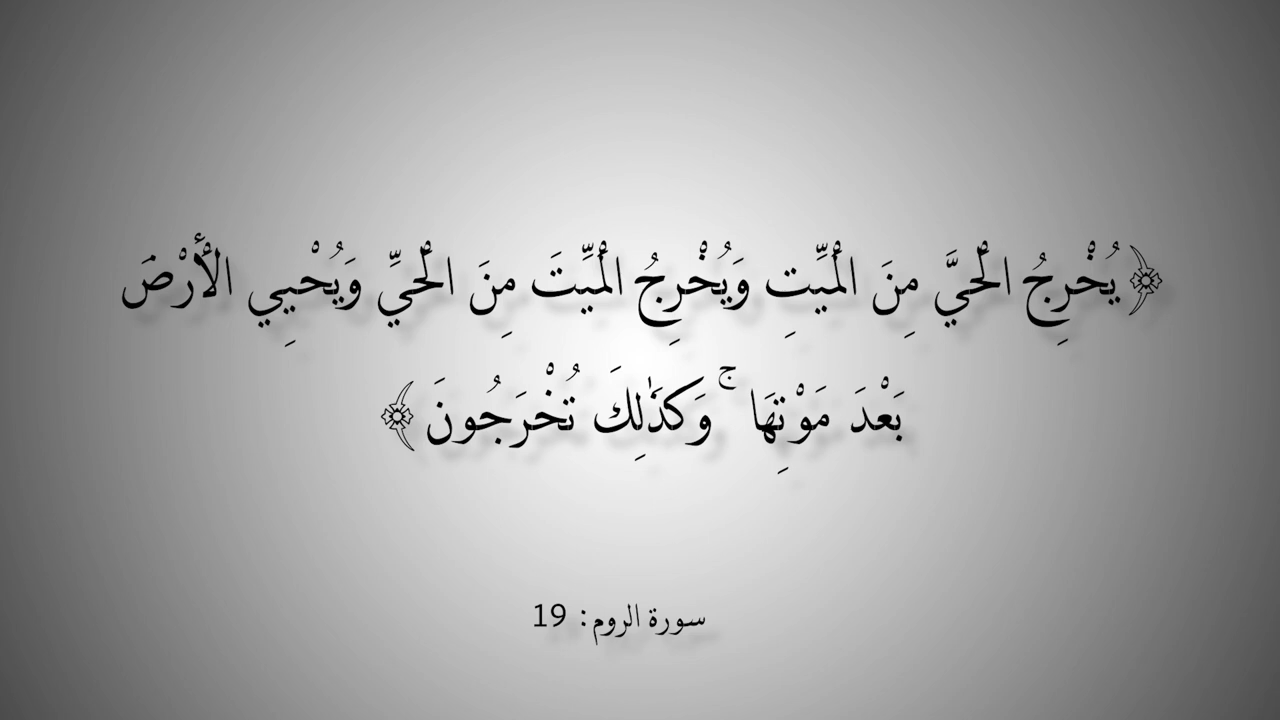 ﴿يُخْرِجُ الْحَيَّ مِنَ الْمَيِّتِ وَيُخْرِجُ الْمَيِّتَ مِنَ الْحَيِّ وَيُحْيِي الْأَرْضَ
بَعْدَ مَوْتِهَا ۚ وَكَذَٰلِكَ تُخْرَجُونَ﴾
سورة الروم: 19